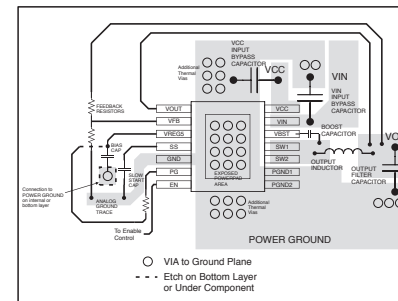 VCC
INPUT
BYPASS
CAPACITOR
VCC
Additional
Thermal
Vias
VIN
VIN
INPUT
BYPASS
CAPACITOR
FEEDBACK
RESISTORS
VOUT
VFB
VREG5
SS
GND
PG
EN
VCC
VIN
VBST
SW1
SW2
PGND1
PGND2
BOOST
CAPACITOR
VO
BIAS
CAP
SLOW
START
CAP
EXPOSED
POWERPAD
AREA
OUTPUT
INDUCTOR
OUTPUT
FILTER
CAPACITOR
Connection to
POWER GROUND
on internal or
bottom layer
ANALOG
GROUND
TRACE
Additional
Thermal
Vias
To Enable
Control
POWER GROUND
VIA to Ground Plane
Etch on Bottom Layer
or Under Component